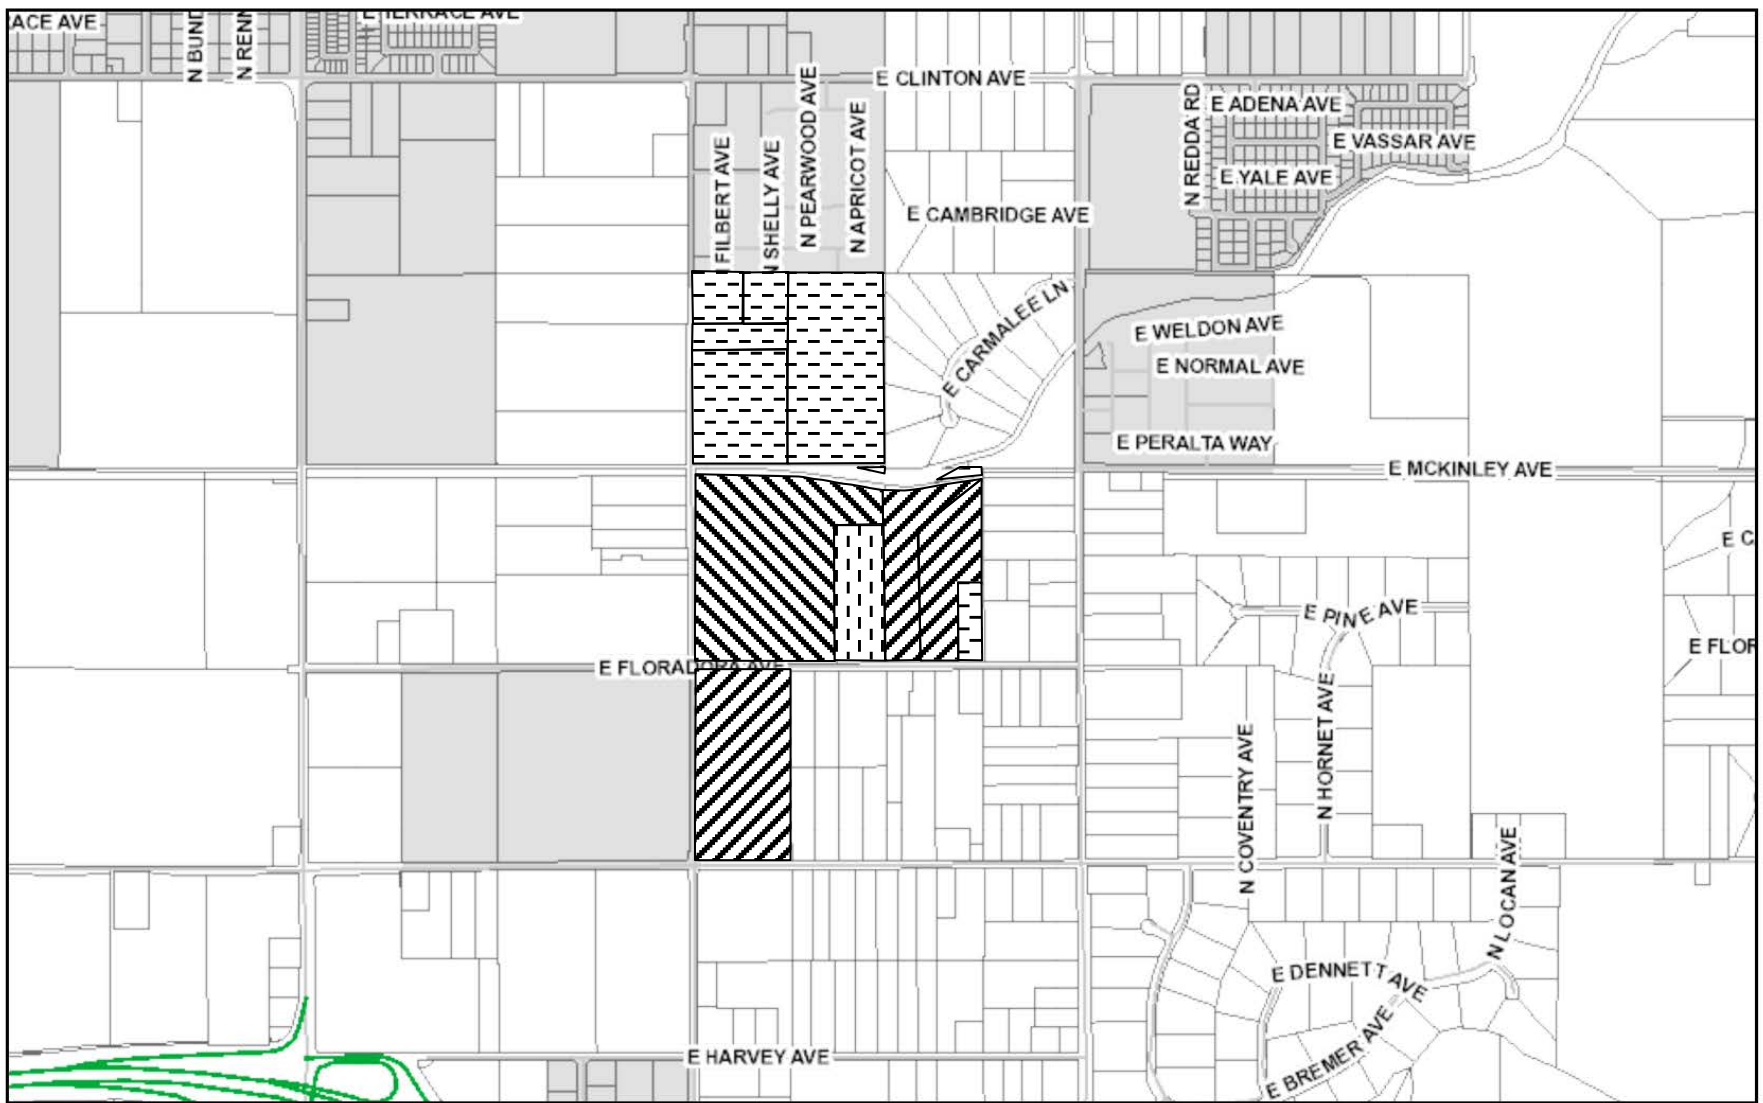 ACE AVE
E TERRACE AVE
N BUND
N RENN
E CLINTON AVE
N PEARWOOD AVE
N APRICOT AVE
FILBERT AVE
N SHELLY AVE
N REDDA RD
E ADENA AVE
E VASSAR AVE
E YALE AVE
E CAMBRIDGE AVE
E CARMALEE LN
E WELDON AVE
E NORMAL AVE
E PERALTA WAY
E MCKINLEY AVE
E C
E PINE AVE
E FLOR
E FLORADORA AVE
N HORNET AVE
N COVENTRY AVE
N LOCAN AVE
E DENNETT AVE
E BREMER AVE
E HARVEY AVE